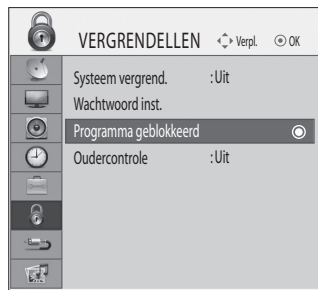 VERGRENDELLEN Verpl. OK
Systeem vergrend. : Uit
Wachtwoord inst.
Programma geblokkeerd
Oudercontrole : Uit